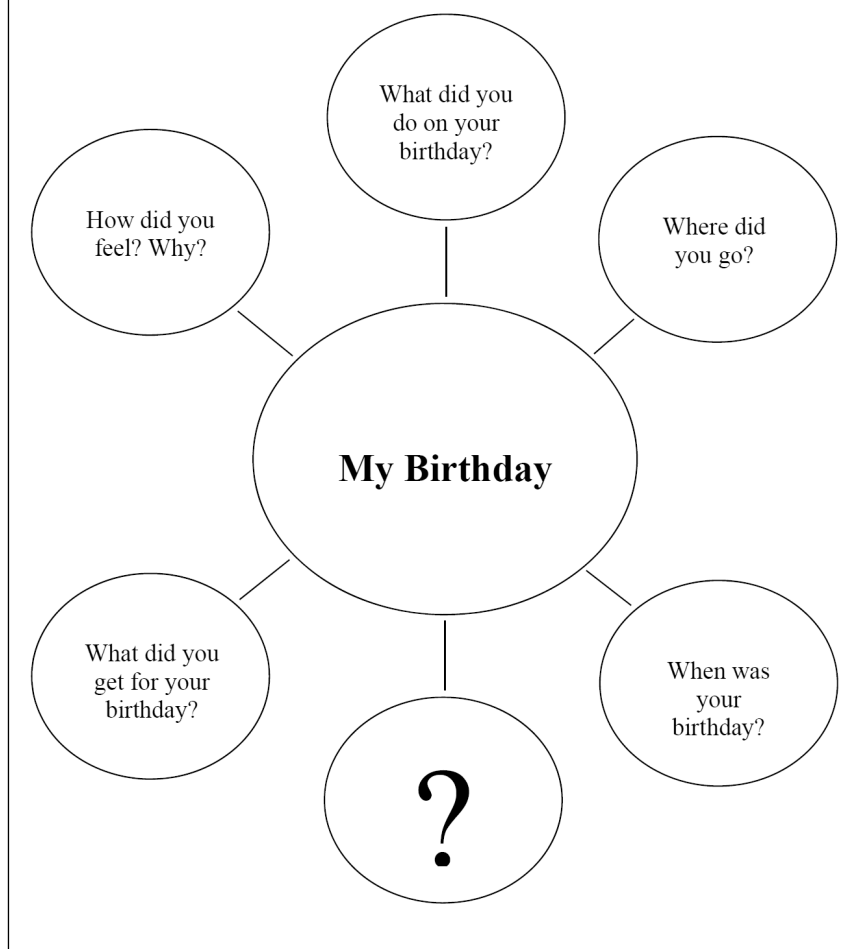 What did you
do on your
birthday?
How did you
feel? Why?
Where did
you go?
My Birthday
What did you
get for your
birthday?
When was
your
birthday?
?